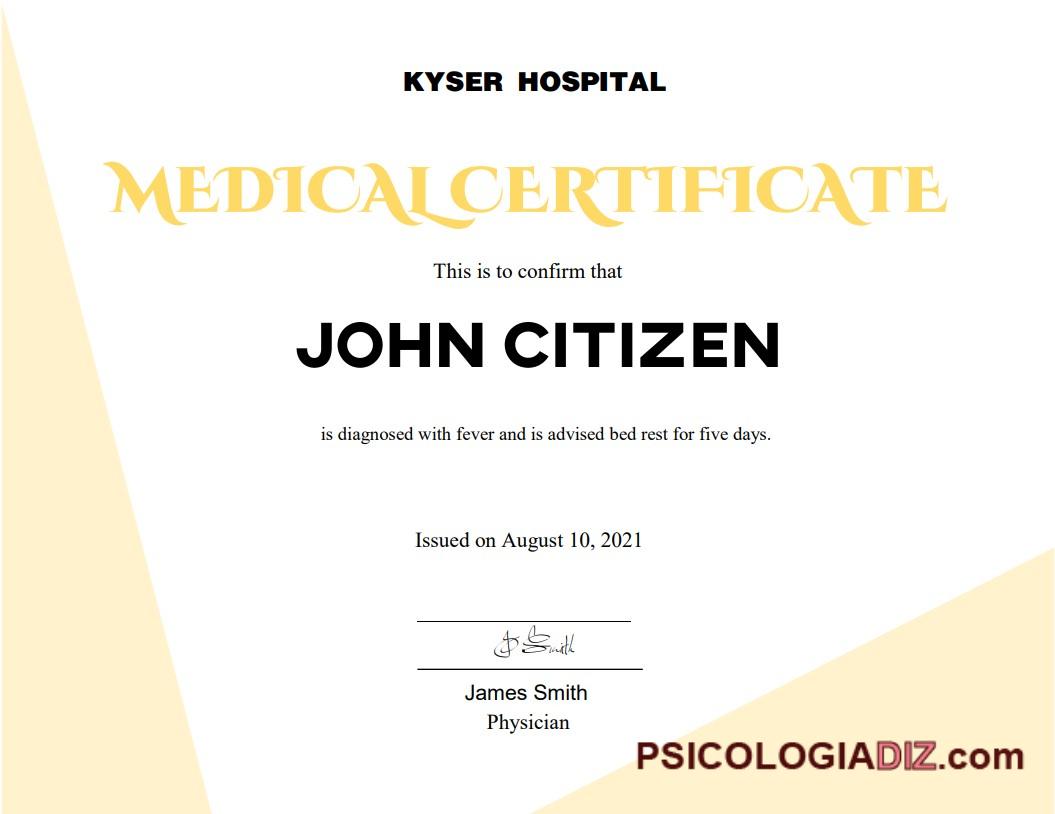 KYSER HOSPITAL
MEDICAL CERTIFICATE
This is to confirm that
JOHN CITIZEN
is diagnosed with fever and is advised bed rest for five days.
Issued on August 10, 2021
J Smith
James Smith
Physician
PSICOLOGIADIZ.com